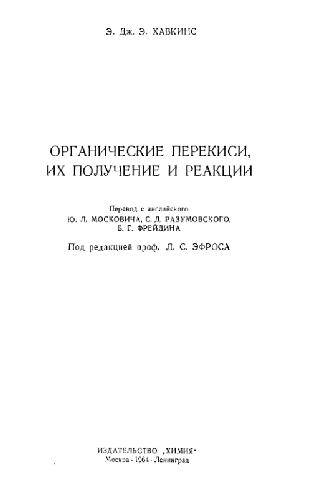 Э. Дж. Э. ХАВКИНС
ОРГАНИЧЕСКИЕ ПЕРЕКИСИ,
ИХ ПОЛУЧЕНИЕ И РЕАКЦИИ
Перевод с английского
Ю. Л. МОСКОВИЧА, С. Д. РАЗУМОВСКОГО,
Б. Г. ФРЕЙДИНА
Под редакцией проф. Л. С. ЭФРОСА
ИЗДАТЕЛЬСТВО „ХИМИЯ“
Москва · 1964 · Ленинград